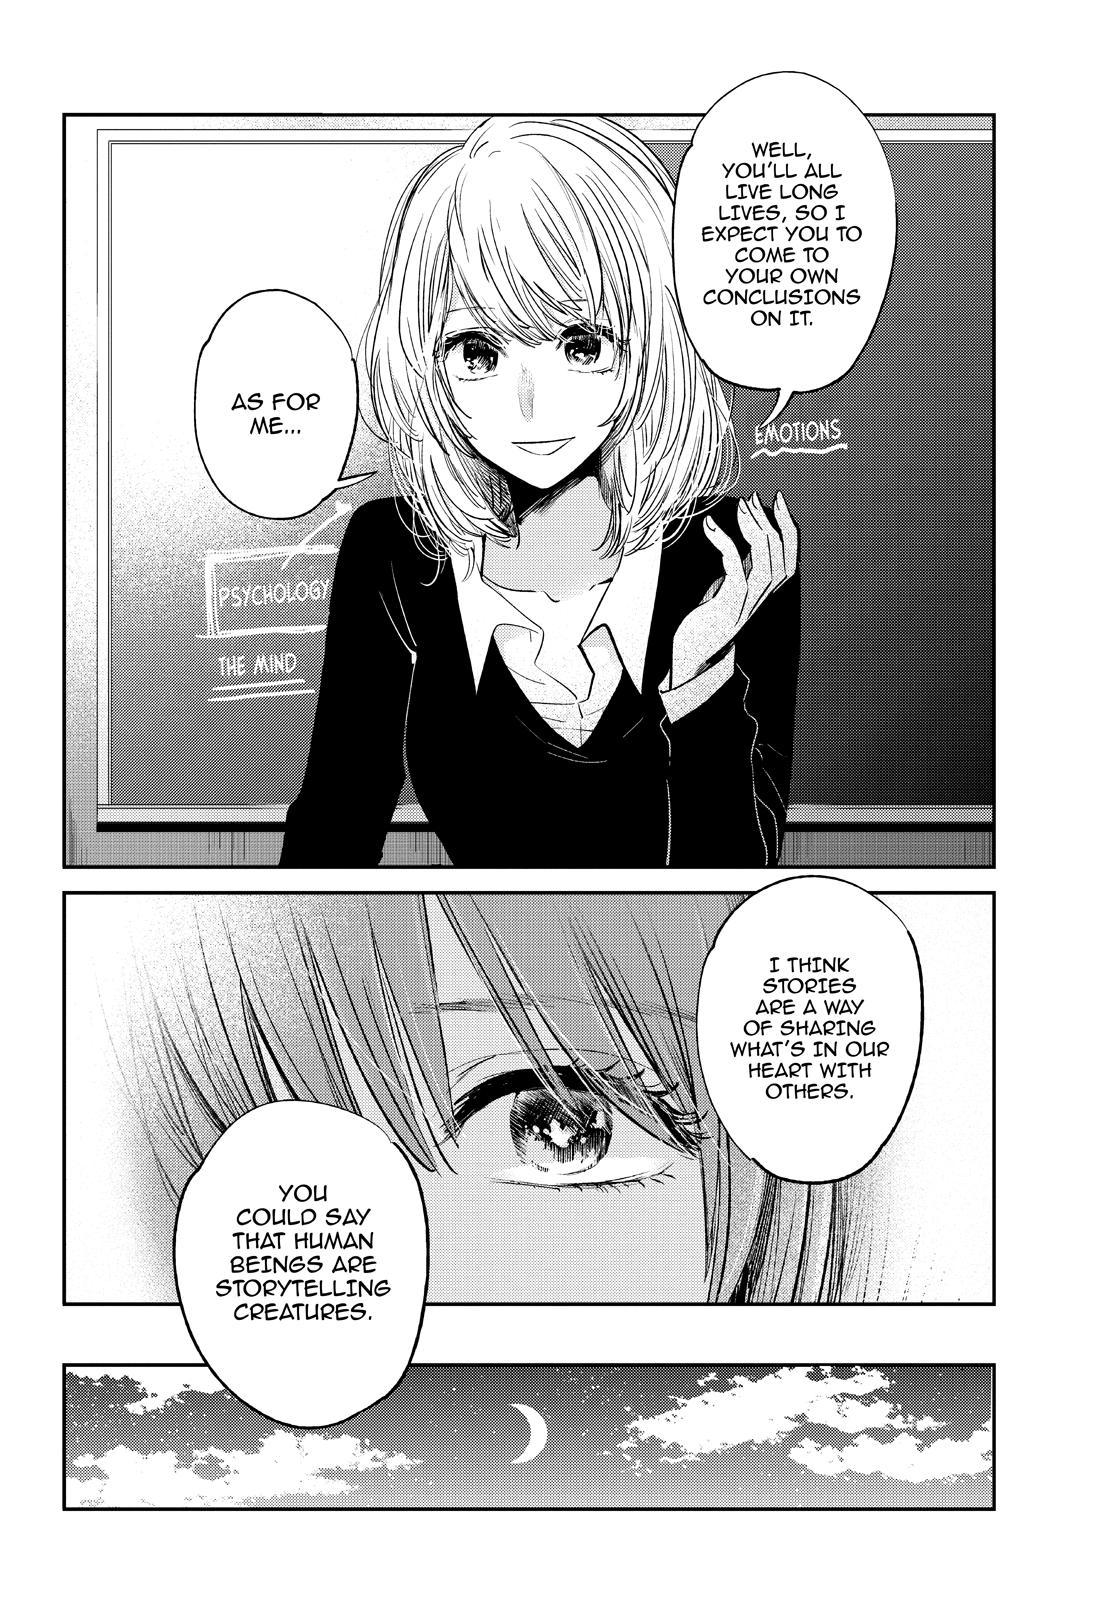 WELL,
YOU'LL ALL
LIVE LONG
LIVES, SO I
EXPECT YOU TO
COME TO
YOUR OWN
CONCLUSIONS
ON IT.
AS FOR
ME...
EMOTIONS
PSYCHOLOGY
THE MIND
I THINK
STORIES
ARE A WAY
OF SHARING
WHAT'S IN OUR
HEART WITH
OTHERS.
YOU
COULD SAY
THAT HUMAN
BEINGS ARE
STORYTELLING
CREATURES.